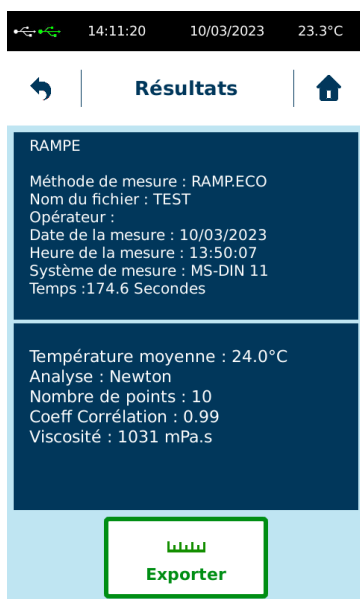 14:11:20 10/03/2023 23.3°C
Résultats
RAMPE
Méthode de mesure : RAMP.ECO
Nom du fichier : TEST
Opérateur :
Date de la mesure : 10/03/2023
Heure de la mesure : 13:50:07
Système de mesure : MS-DIN 11
Temps :174.6 Secondes
Température moyenne : 24.0°C
Analyse : Newton
Nombre de points : 10
Coeff Corrélation : 0.99
Viscosité : 1031 mPa.s
Exporter